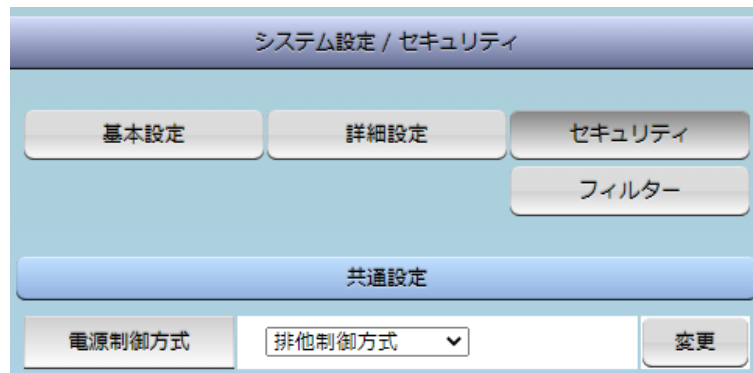 システム設定 / セキュリティ
基本設定 詳細設定 セキュリティ
フィルター
共通設定
電源制御方式 排他制御方式 変更